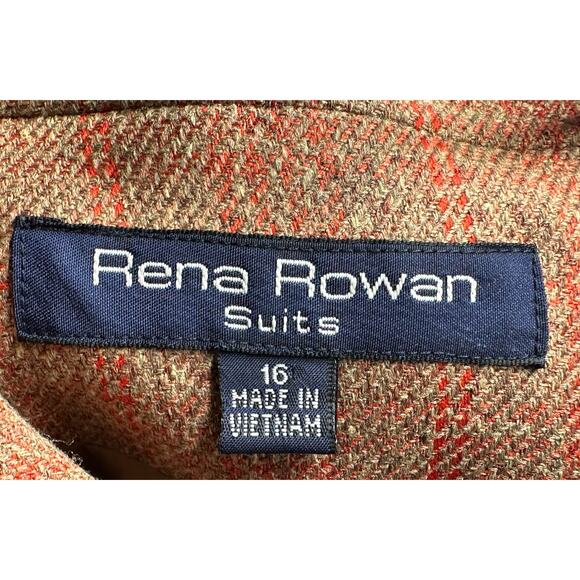 Rena Rowan
Suits
16
MADE IN
VIETNAM